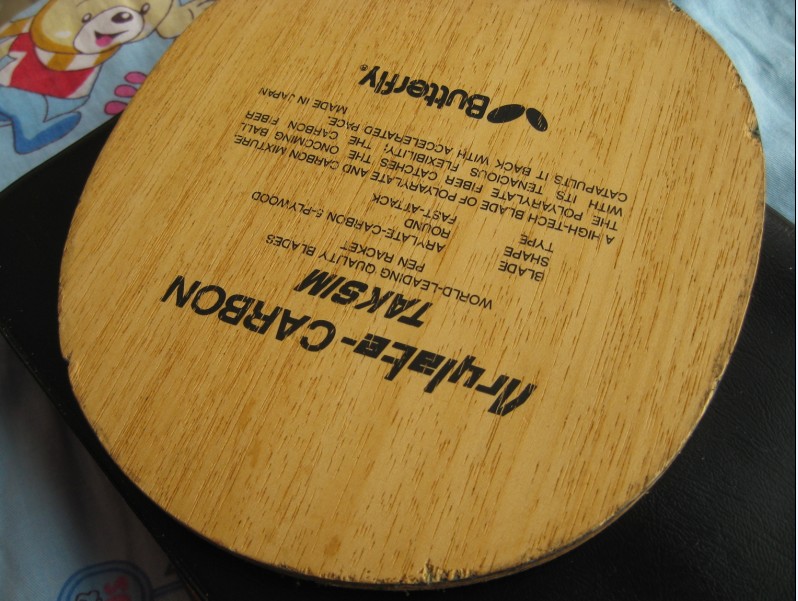 Arylate-CARBON
TAKSIM
WORLD-LEADING QUALITY BLADES
PEN RACKET
BLADE ARYLATE-CARBON 5-PLYWOOD
SHAPE ROUND
TYPE FAST-ATTACK
A HIGH-TECH BLADE OF POLYARYLATE AND CARBON MIXTURE.
THE POLYARYLATE FIBER CATCHES THE ONCOMING BALL,
WITH ITS TENACIOUS FLEXIBILITY; THE CARBON FIBER
CATAPULT'S IT BACK WITH ACCELERATED PACE.
MADE IN JAPAN
Butterfly®